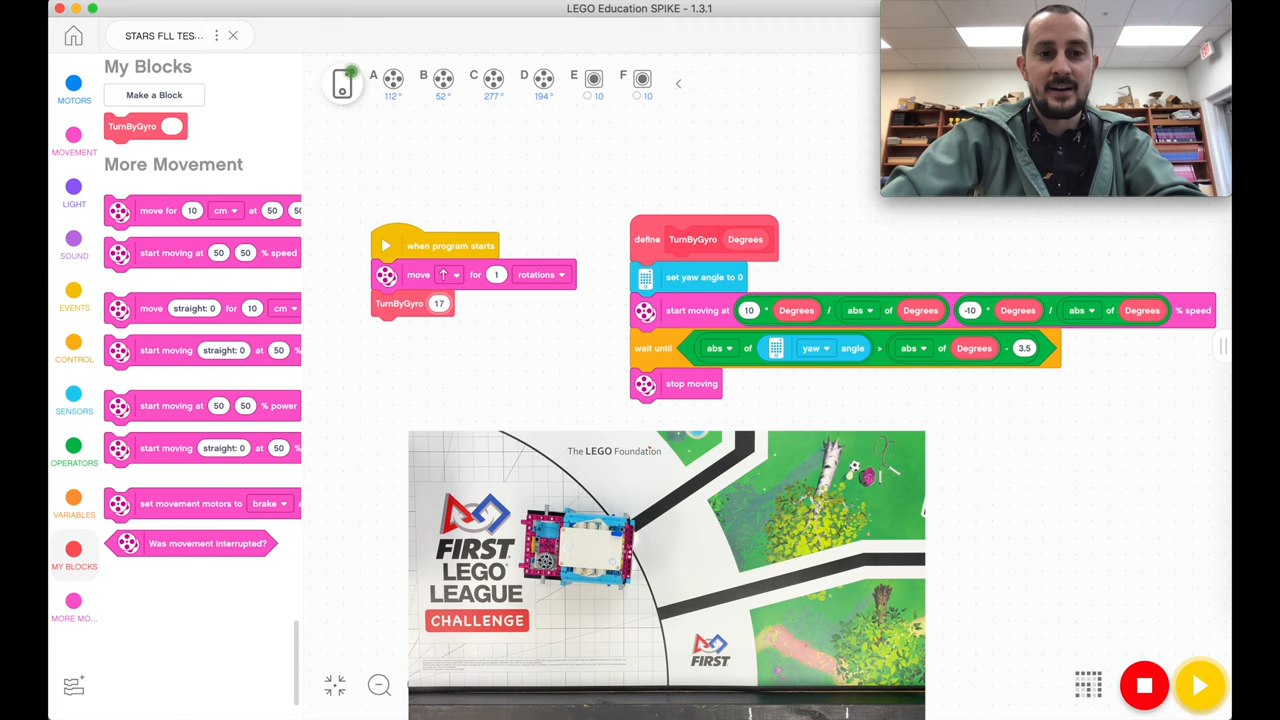 LEGO Education SPIKE - 1.3.1
STARS FLL TES...
My Blocks
Make a Block
TurnByGyro
More Movement
move for 10 cm at 50 50
start moving at 50 50 % speed
move straight: 0 for 10 cm
start moving straight: 0 at 50 %
start moving at 50 50 % power
start moving straight: 0 at 50 %
set movement motors to brake
Was movement interrupted?
MOTORS
MOVEMENT
LIGHT
SOUND
EVENTS
CONTROL
SENSORS
OPERATORS
VARIABLES
MY BLOCKS
MORE MO...
A B C D E F
112° 52° 277° 194° 10 10
when program starts
move for 1 rotations
TurnByGyro 17
define TurnByGyro Degrees
set yaw angle to 0
start moving at 10 * Degrees / abs of Degrees -10 * Degrees / abs of Degrees % speed
wait until abs of yaw angle > abs of Degrees - 3.5
stop moving
The LEGO Foundation
FIRST
LEGO
LEAGUE
CHALLENGE
FIRST
EXIT